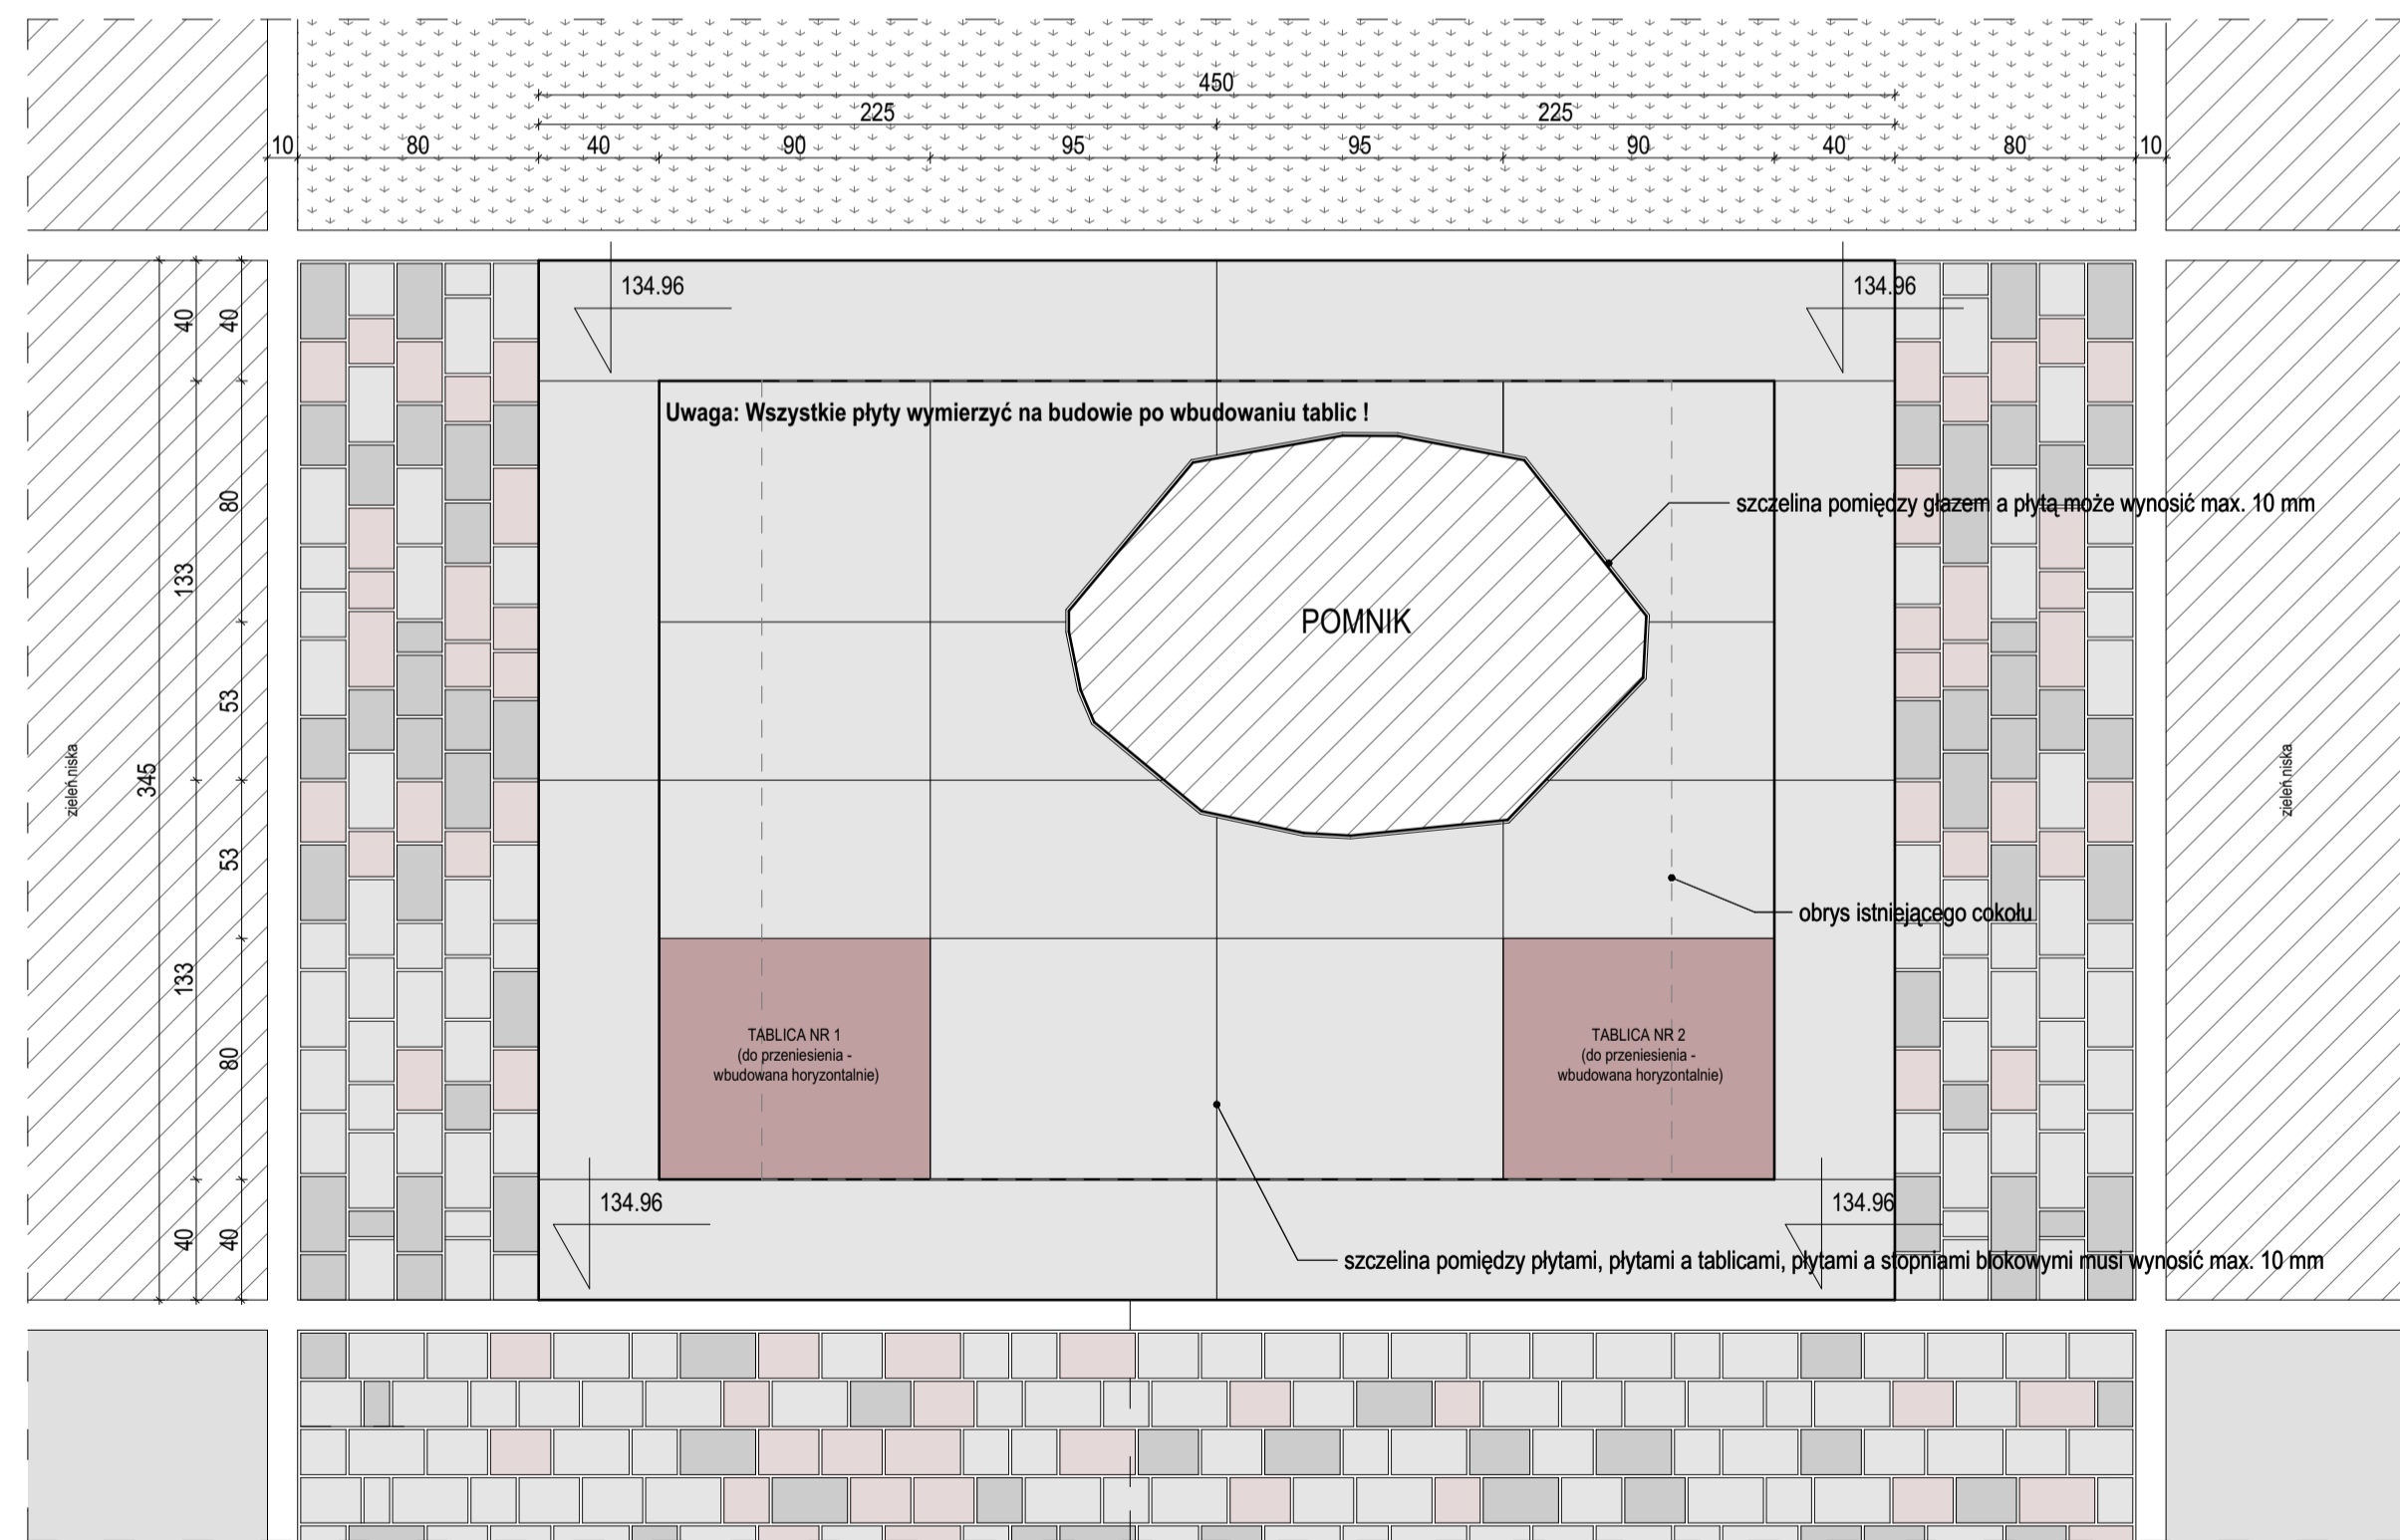 450
225 225
10 80 40 90 95 95 90 40 80 10
134.96 134.96
40 40
Uwaga: Wszystkie płyty wymierzyć na budowie po wbudowaniu tablic !
80
szczelina pomiędzy głazem a płytą może wynosić max. 10 mm
133
POMNIK
53
zieleń niska
345
zieleń niska
53
obrys istniejącego cokołu
133
80
TABLICA NR 1
(do przeniesienia -
wbudowana horyzontalnie)
TABLICA NR 2
(do przeniesienia -
wbudowana horyzontalnie)
134.96 134.96
40 40
szczelina pomiędzy płytami, płytami a tablicami, płytami a stopniami blokowymi musi wynosić max. 10 mm